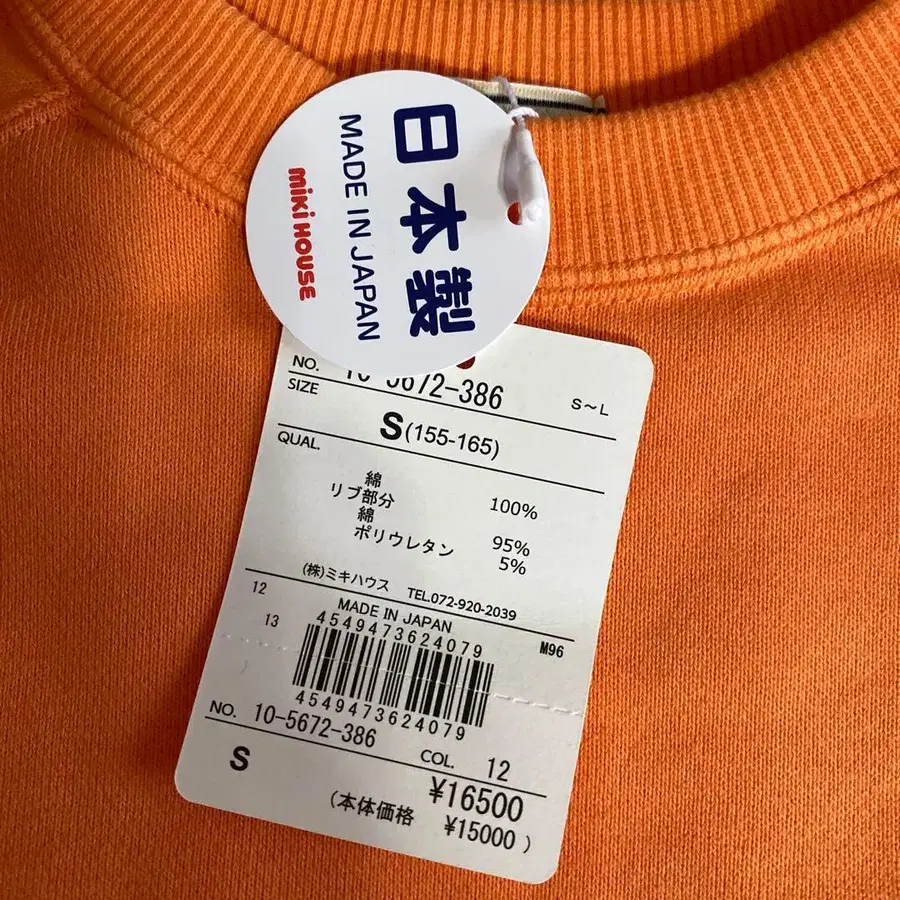 日本製
MADE IN JAPAN
miki HOUSE
NO. 10-5672-386 S～L
SIZE
S(155-165)
QUAL.
綿 100%
リブ部分
綿 95%
ポリウレタン 5%
(株)ミキハウス TEL.072-920-2039
12 MADE IN JAPAN
13 4549473624079 M96
4549473624079
NO. 10-5672-386
S COL. 12
¥16500
(本体価格 ¥15000)